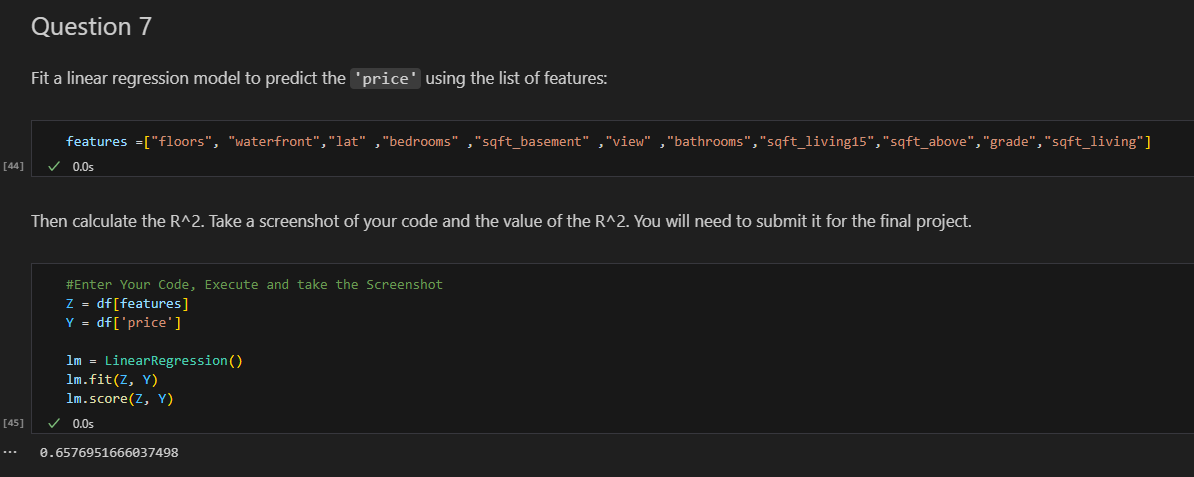 Question 7
Fit a linear regression model to predict the 'price' using the list of features:
features =["floors", "waterfront","lat" ,"bedrooms" ,"sqft_basement" ,"view" ,"bathrooms","sqft_living15","sqft_above","grade","sqft_living"]
[44]
0.0s
Then calculate the R^2. Take a screenshot of your code and the value of the R^2. You will need to submit it for the final project.
#Enter Your Code, Execute and take the Screenshot
Z = df[features]
Y = df['price']
lm = LinearRegression()
lm.fit(Z, Y)
lm.score(Z, Y)
[45]
0.0s
... 0.6576951666037498